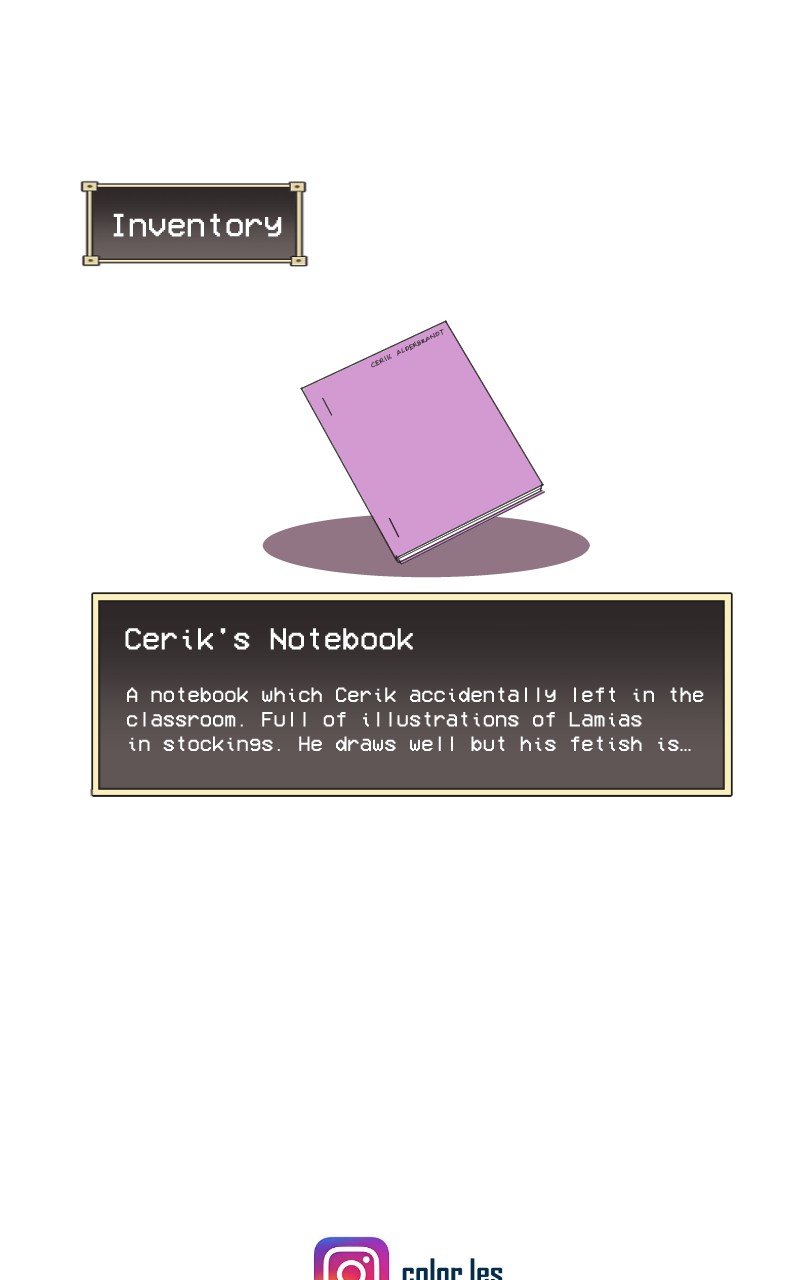 Inventory
CERIK ALDERBRANDT
Cerik's Notebook
A notebook which Cerik accidentally left in the
classroom. Full of illustrations of Lamias
in stockings. He draws well but his fetish is…
color les